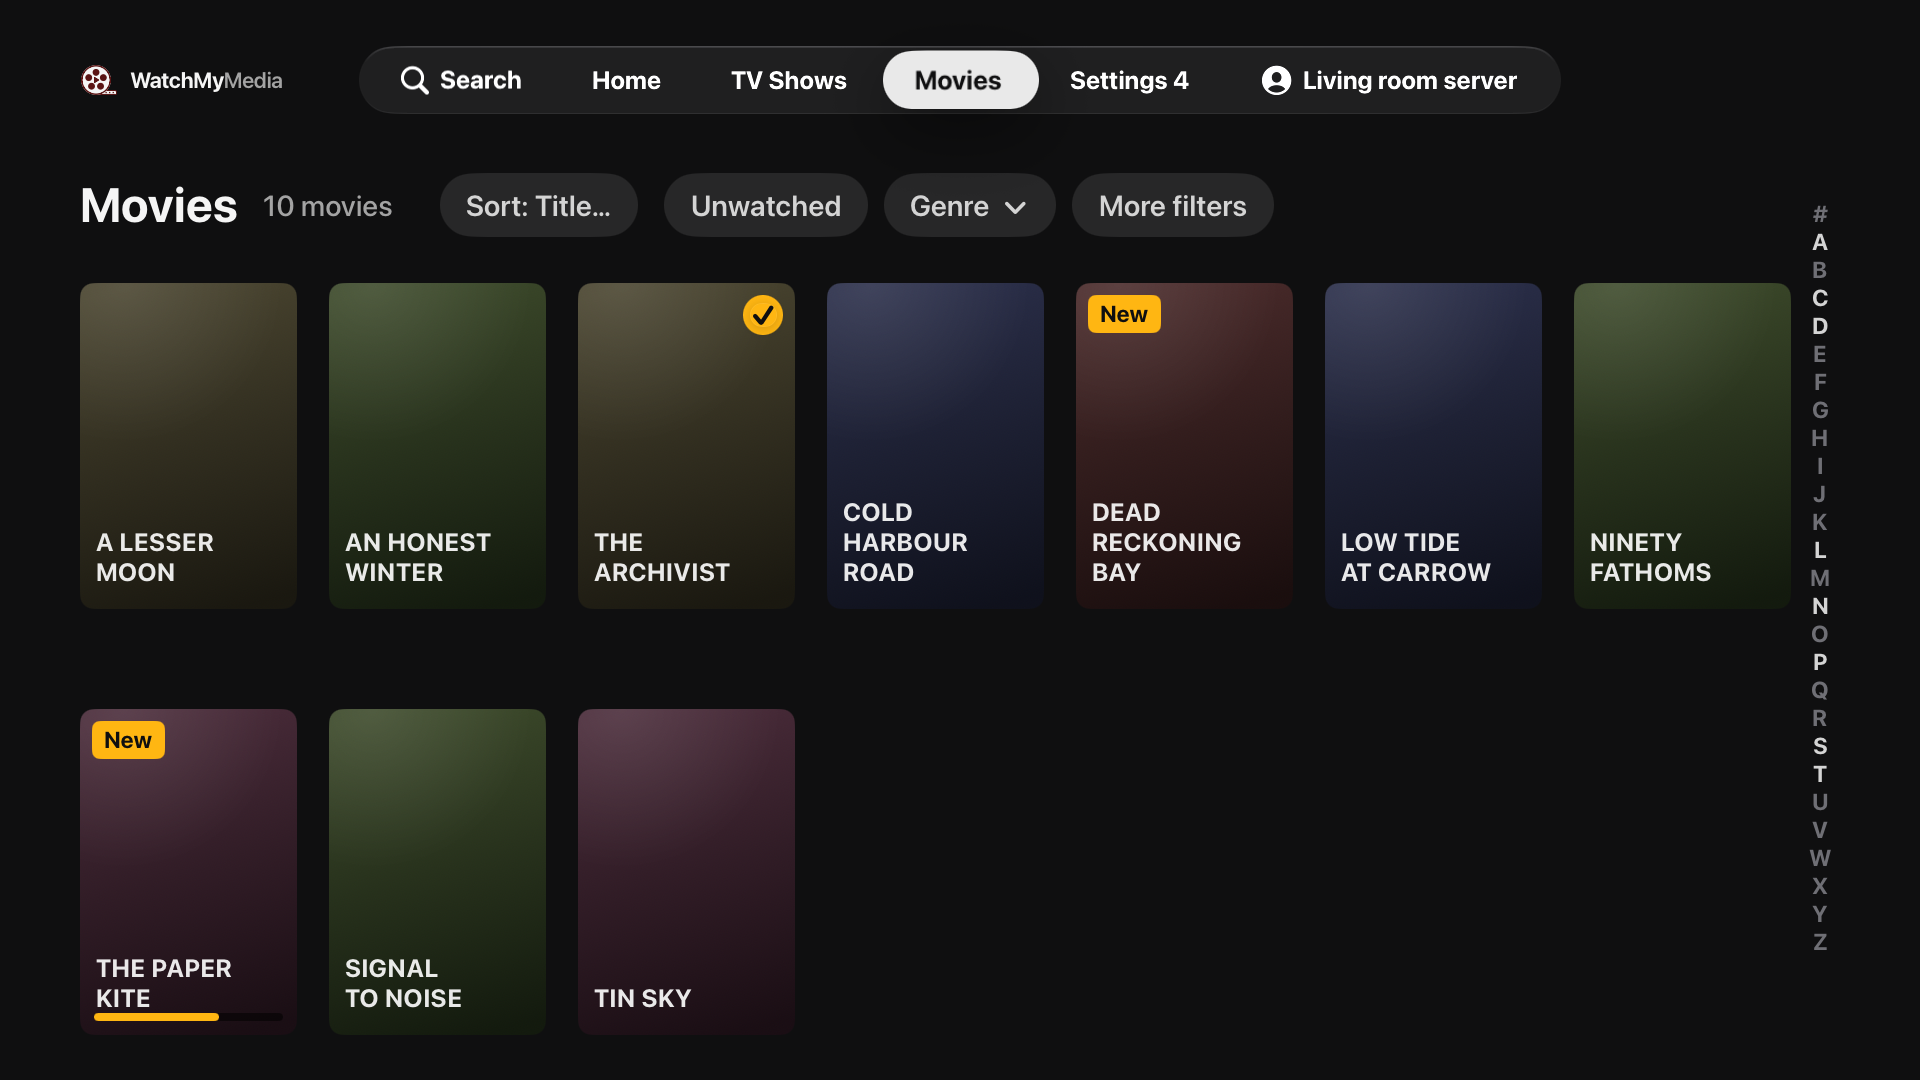 WatchMyMedia
Search
Home
TV Shows
Movies
Settings 4
Living room server
Movies
10 movies
Sort: Title...
Unwatched
Genre
More filters
A LESSER
MOON
AN HONEST
WINTER
THE
ARCHIVIST
COLD
HARBOUR
ROAD
New
DEAD
RECKONING
BAY
LOW TIDE
AT CARROW
NINETY
FATHOMS
New
THE PAPER
KITE
SIGNAL
TO NOISE
TIN SKY
#
A
B
C
D
E
F
G
H
I
J
K
L
M
N
O
P
Q
R
S
T
U
V
W
X
Y
Z